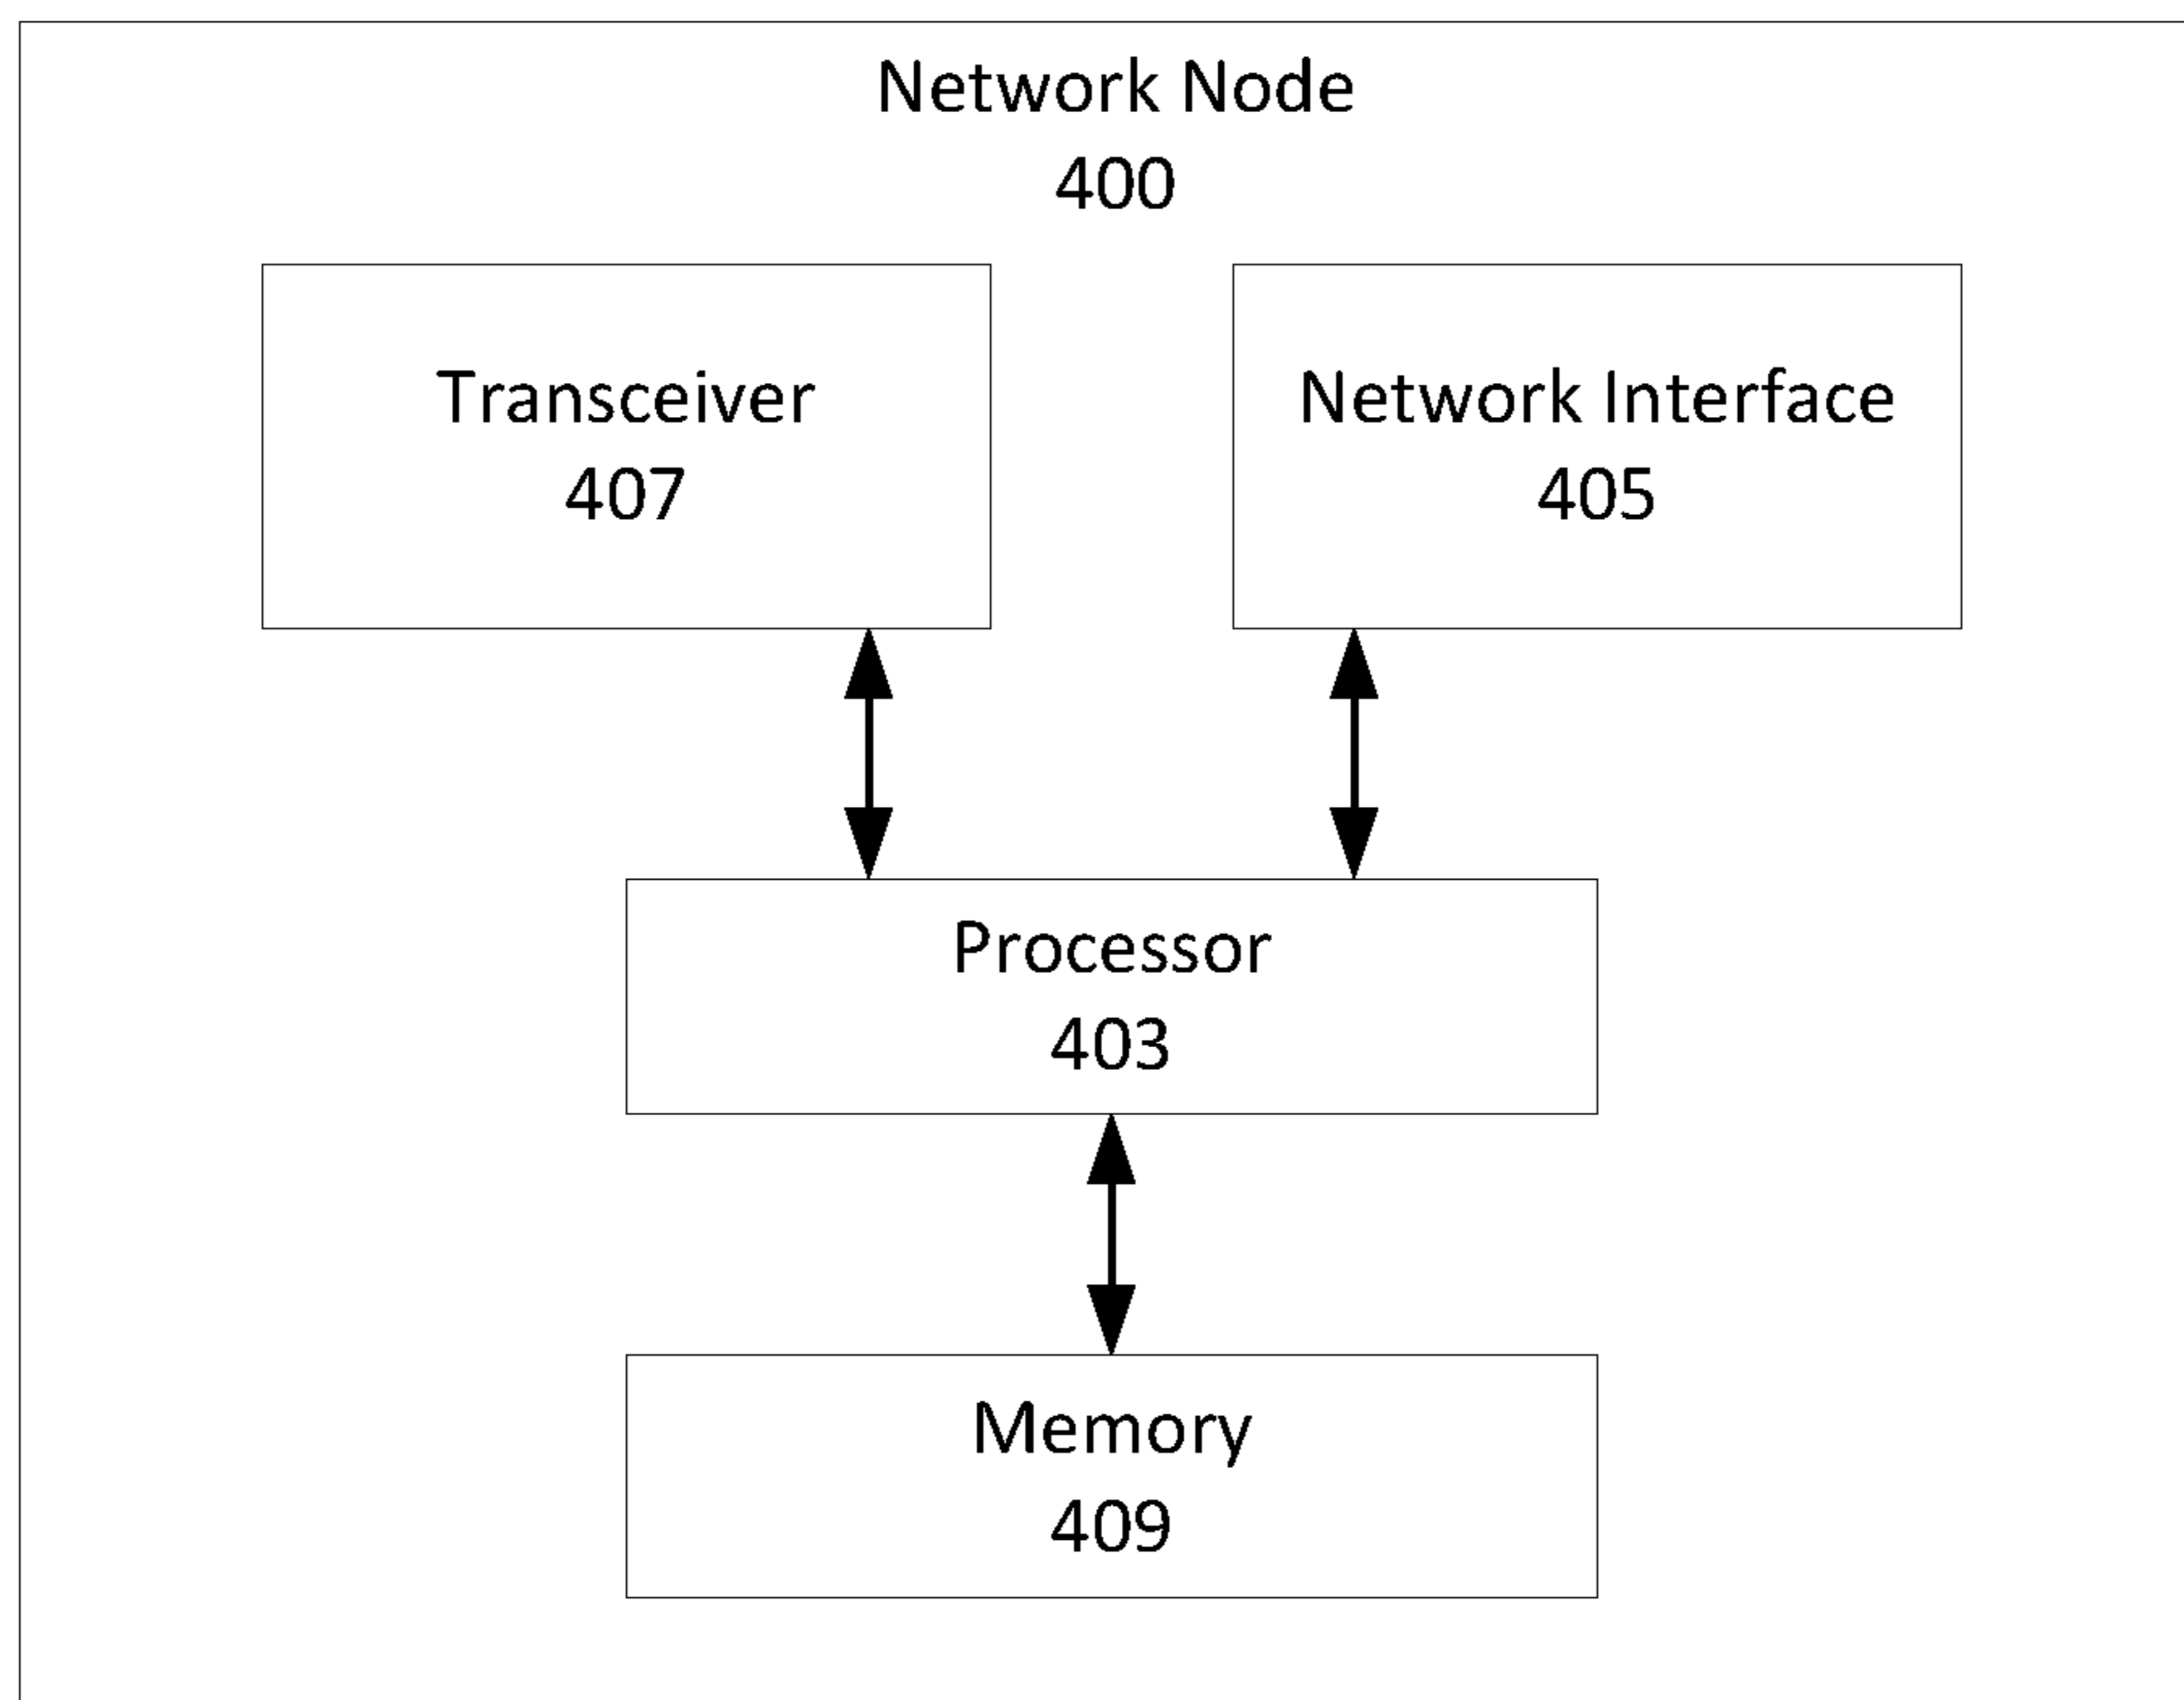 Network Node
400
Transceiver
407
Network Interface
405
Processor
403
Memory
409